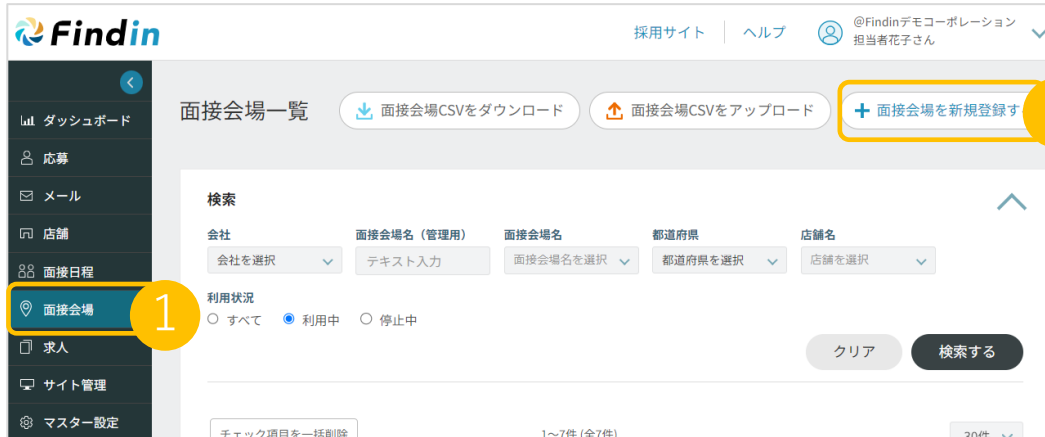 Findin
採用サイト ヘルプ @Findinデモコーポレーション
担当者花子さん
面接会場一覧 面接会場CSVをダウンロード 面接会場CSVをアップロード + 面接会場を新規登録す
ダッシュボード
応募
メール
店舗
面接日程
面接会場
1
求人
サイト管理
マスター設定
検索
会社 面接会場名（管理用） 面接会場名 都道府県 店舗名
会社を選択 テキスト入力 面接会場名を選択 都道府県を選択 店舗を選択
利用状況
すべて 利用中 停止中
クリア 検索する
チェック項目を一括削除 1～7件 (全7件) 30件